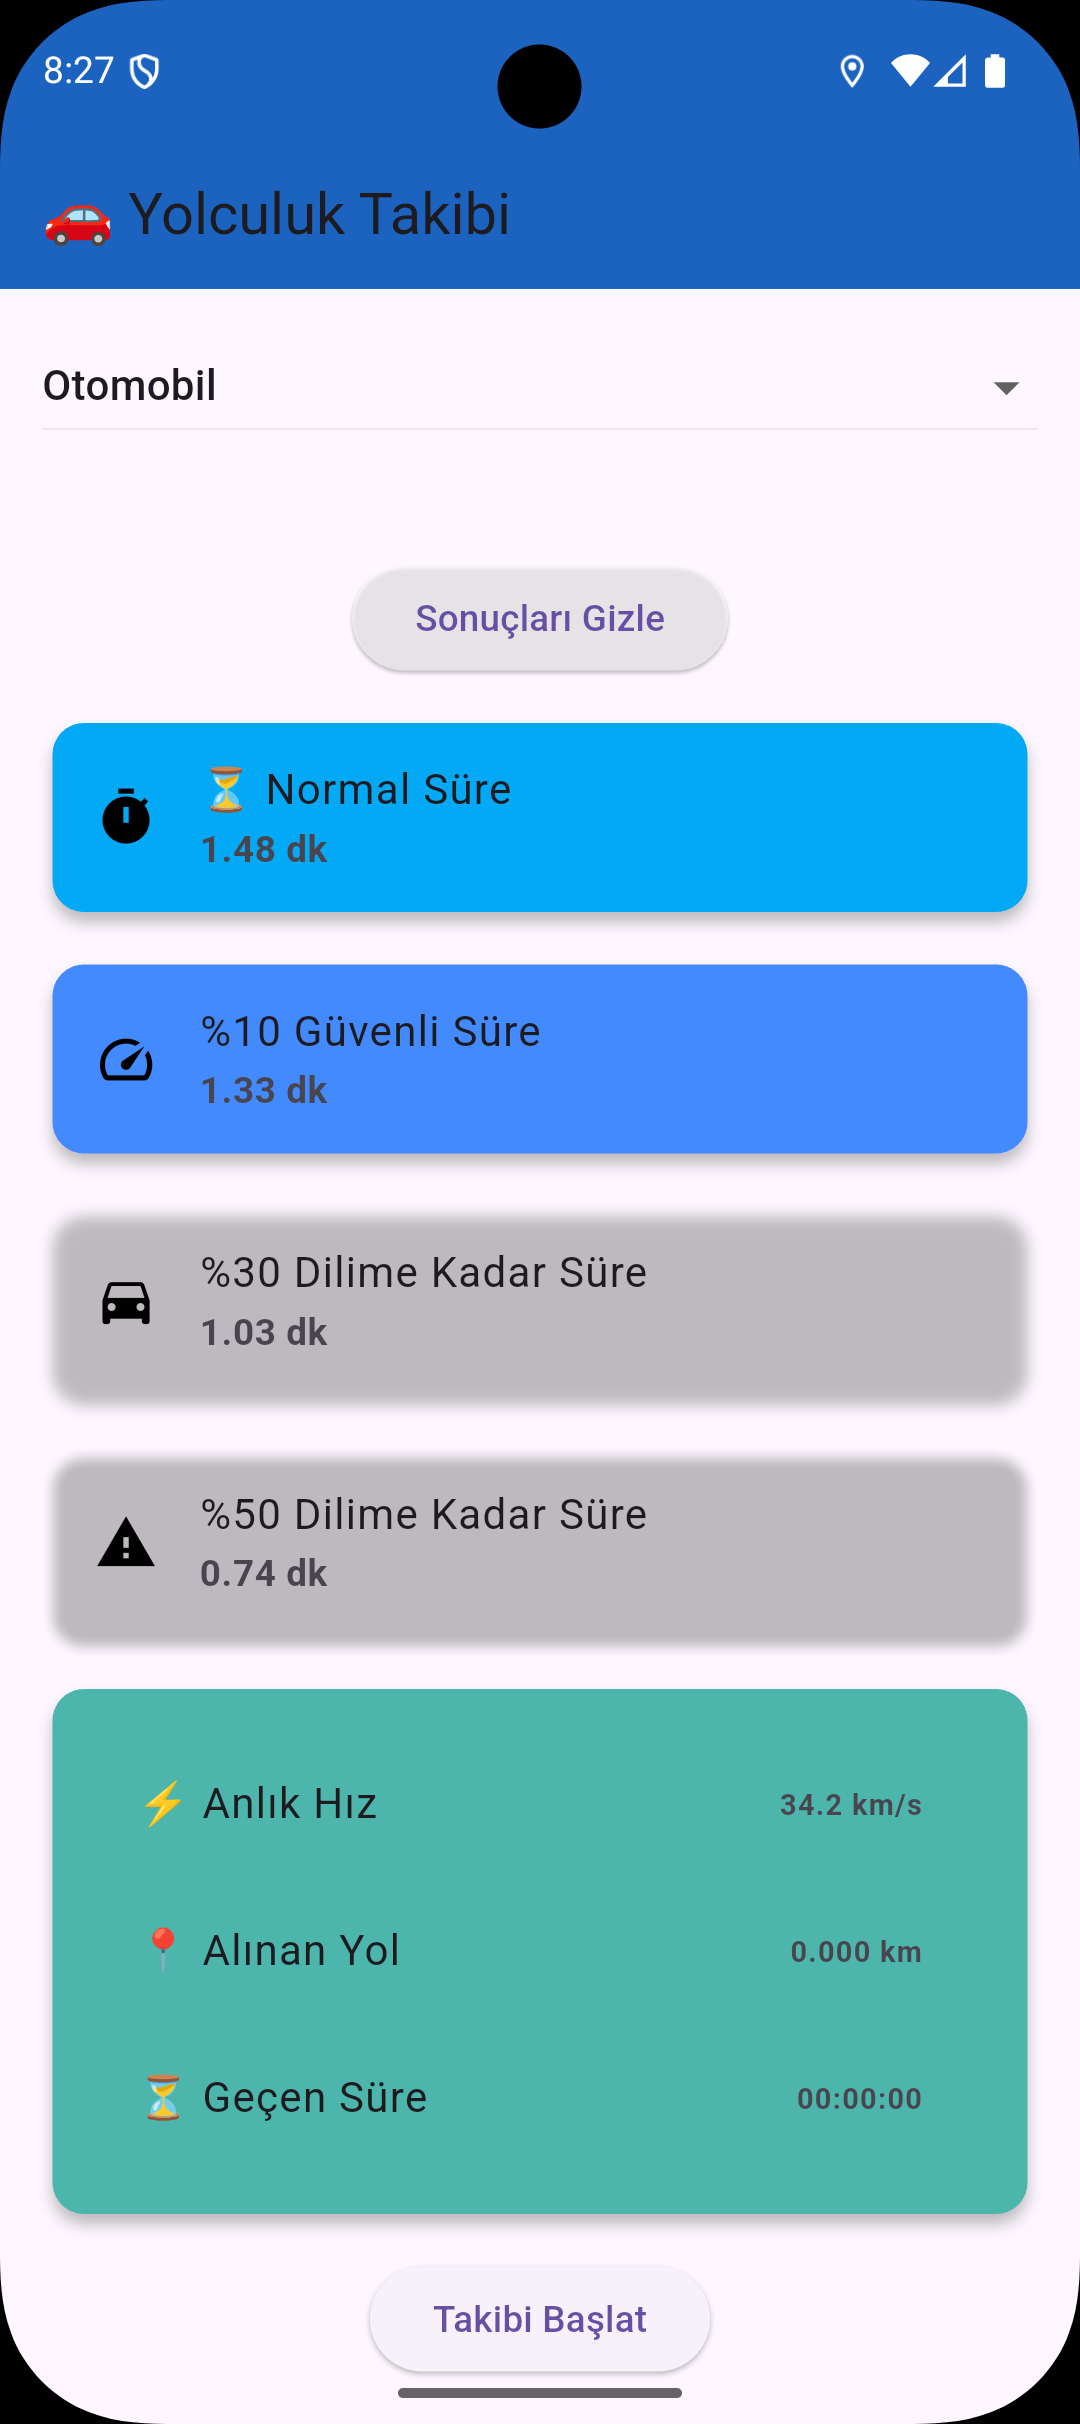 8:27
🚗 Yolculuk Takibi
Otomobil
Sonuçları Gizle
⏳ Normal Süre
1.48 dk
%10 Güvenli Süre
1.33 dk
%30 Dilime Kadar Süre
1.03 dk
%50 Dilime Kadar Süre
0.74 dk
⚡ Anlık Hız 34.2 km/s
📍 Alınan Yol 0.000 km
⏳ Geçen Süre 00:00:00
Takibi Başlat